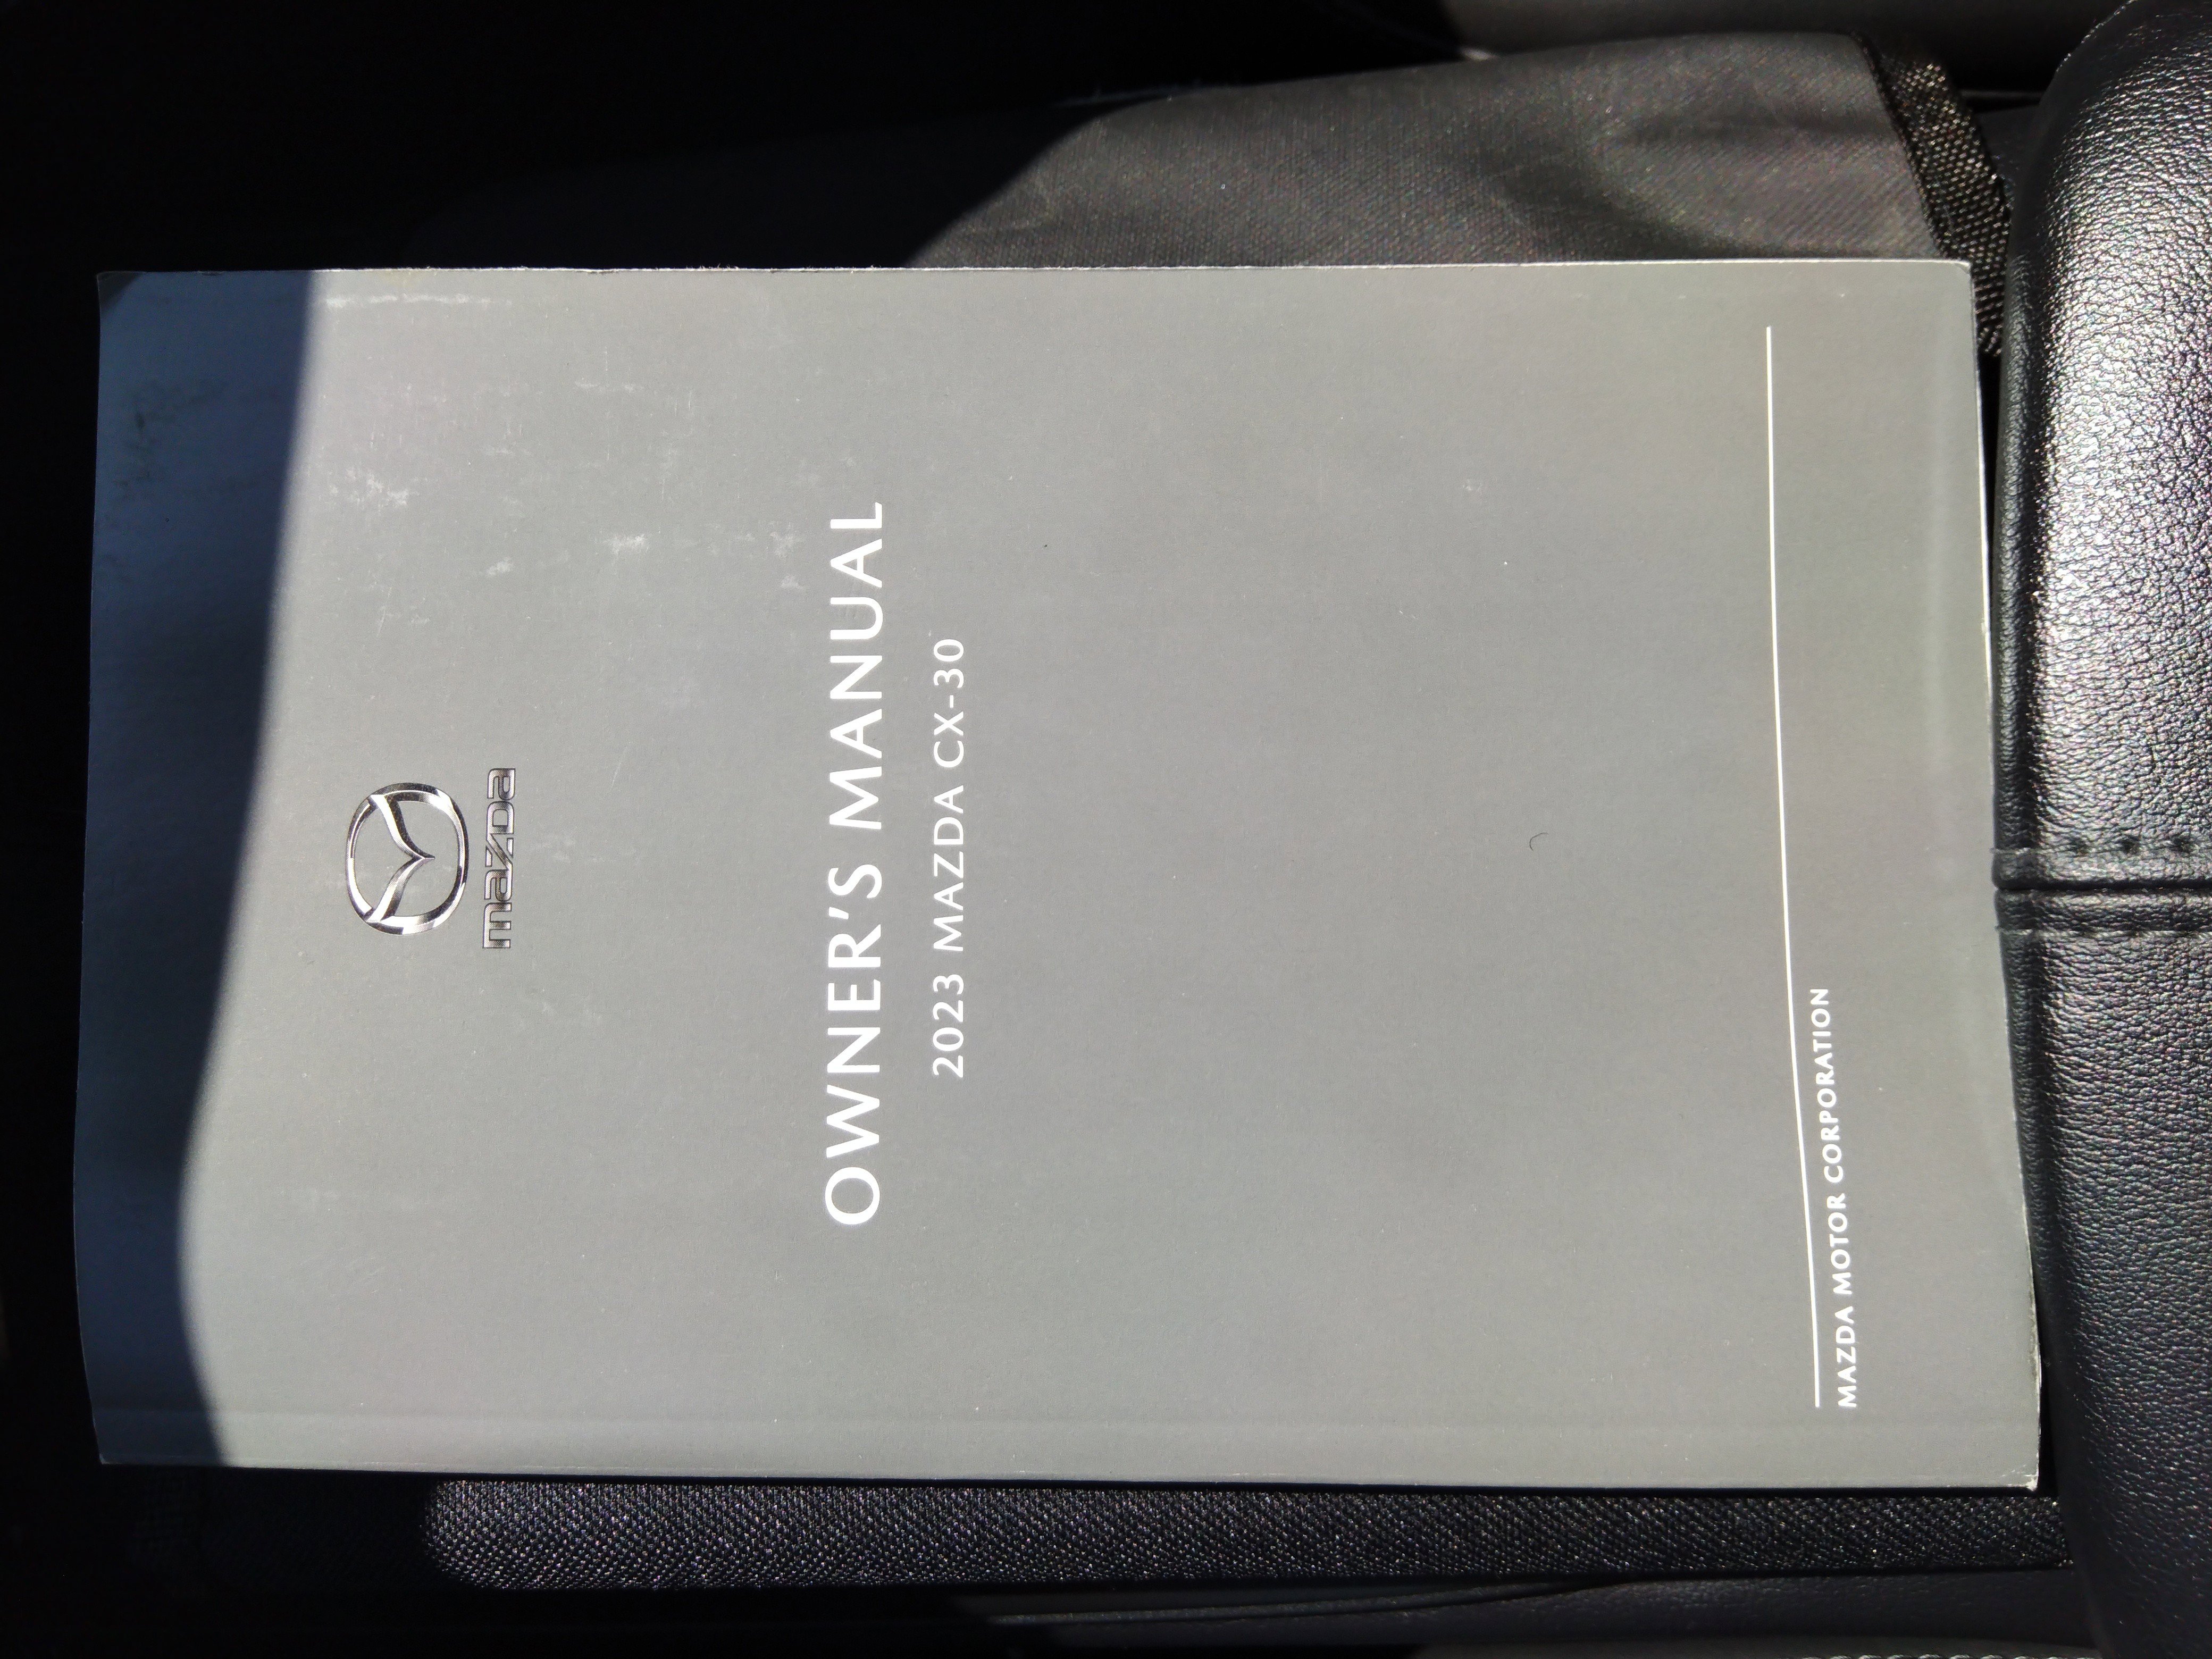 mazda
OWNER'S MANUAL
2023 MAZDA CX-30
MAZDA MOTOR CORPORATION